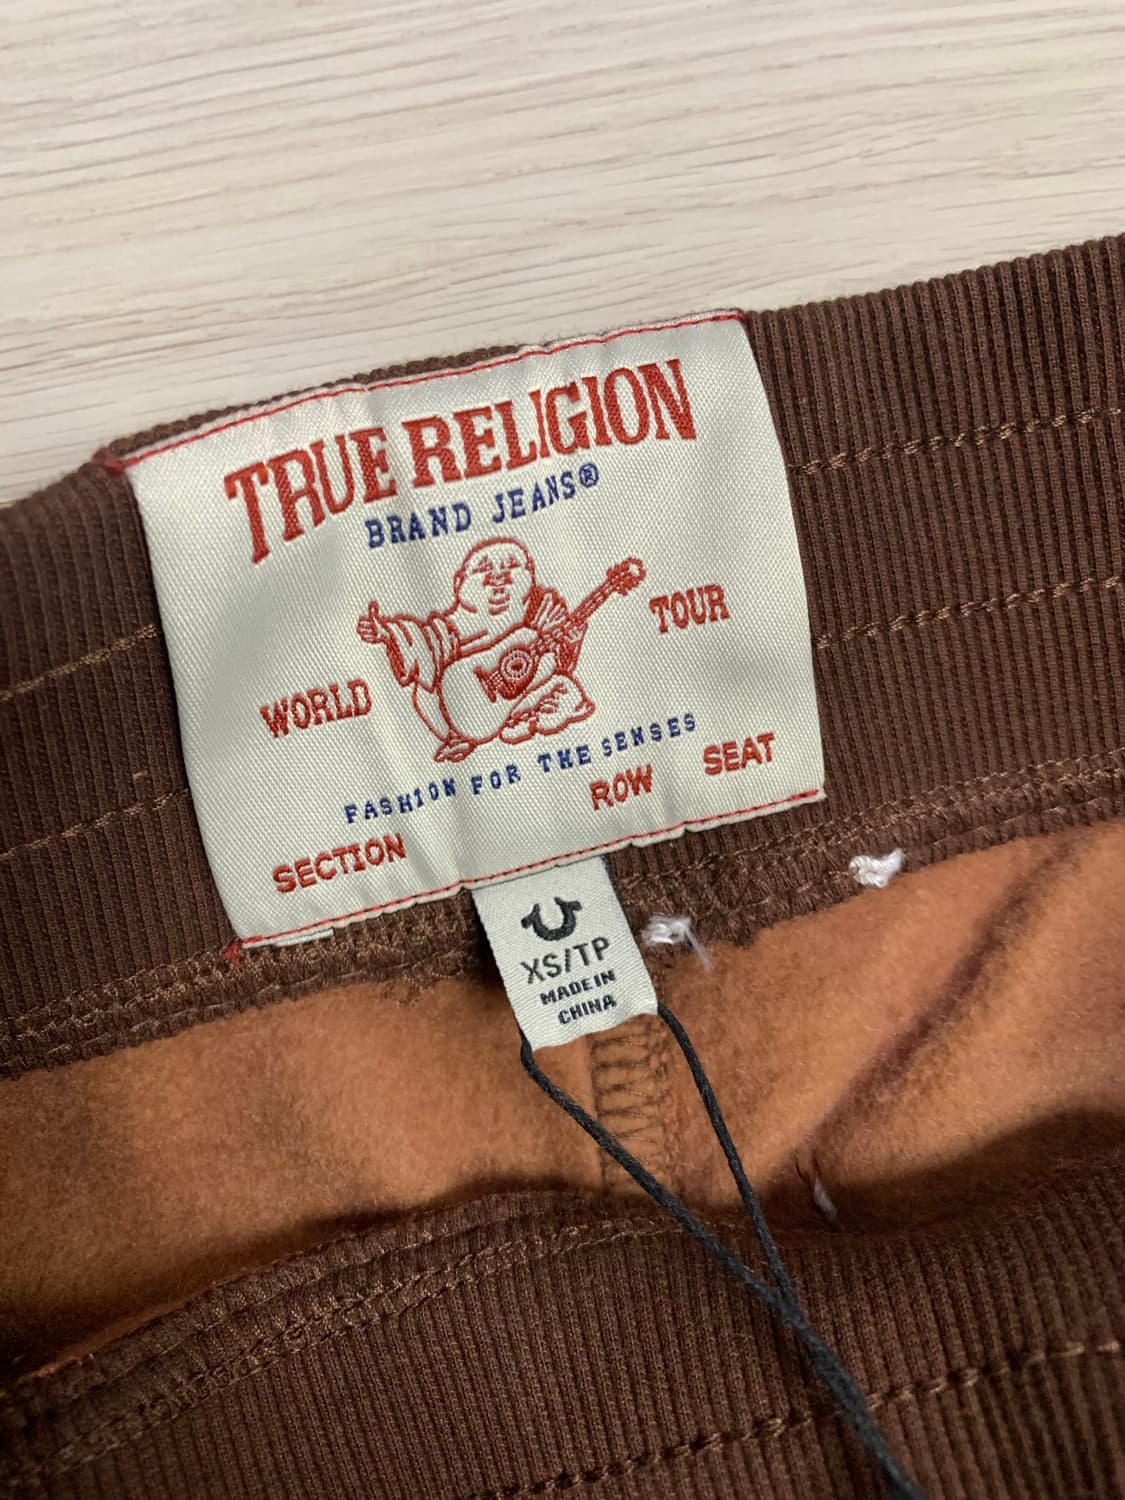 TRUE RELIGION
BRAND JEANS®
WORLD TOUR
FASHION FOR THE SENSES
SECTION ROW SEAT
XS/TP
MADE IN
CHINA